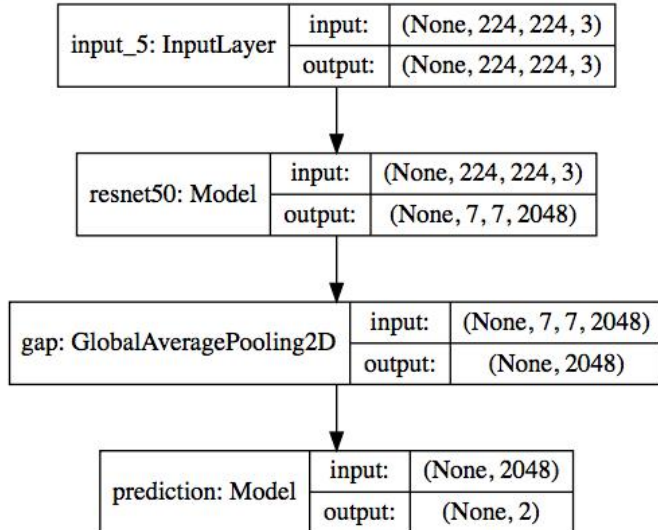 input_5: InputLayer
input: (None, 224, 224, 3)
output: (None, 224, 224, 3)
resnet50: Model
input: (None, 224, 224, 3)
output: (None, 7, 7, 2048)
gap: GlobalAveragePooling2D
input: (None, 7, 7, 2048)
output: (None, 2048)
prediction: Model
input: (None, 2048)
output: (None, 2)